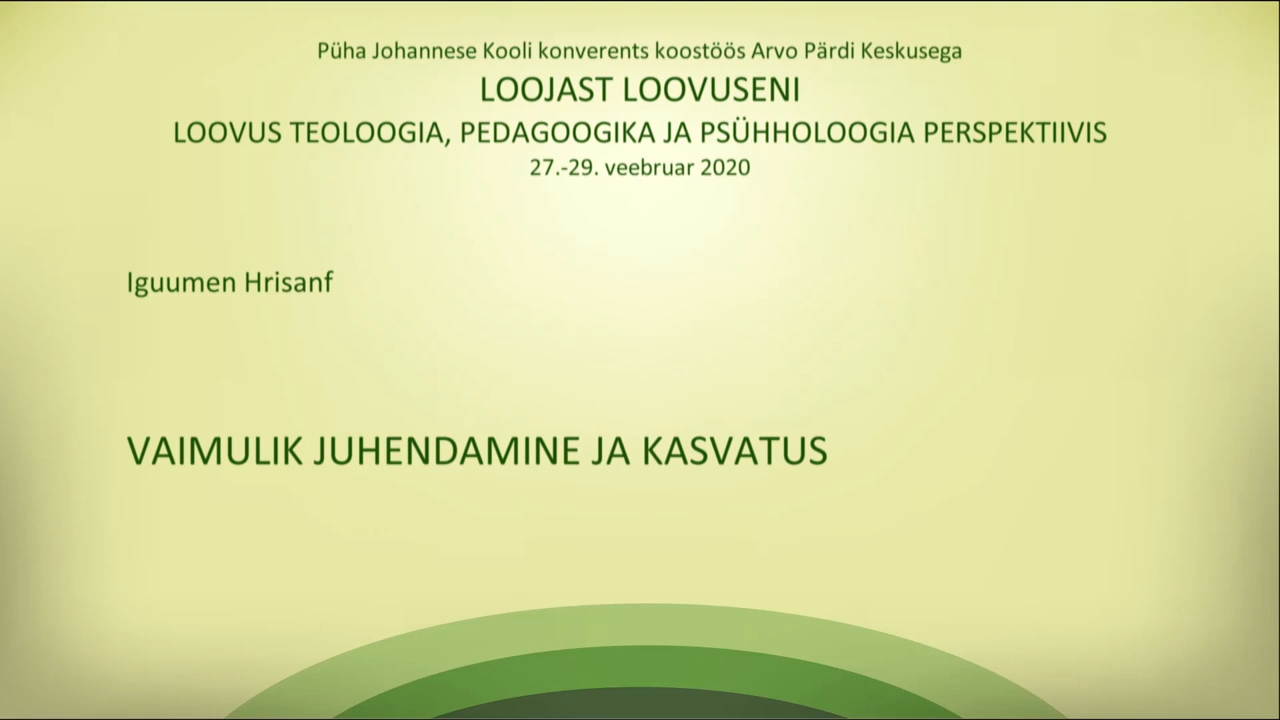 Püha Johannese Kooli konverents koostöös Arvo Pärdi Keskusega
LOOJAST LOOVUSENI
LOOVUS TEOLOOGIA, PEDAGOOGIKA JA PSÜHHOLOOGIA PERSPEKTIIVIS
27.-29. veebruar 2020
Iguumen Hrisanf
VAIMULIK JUHENDAMINE JA KASVATUS